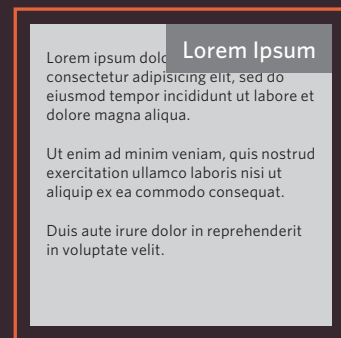 Lorem Ipsum
Lorem ipsum
consectetur adipisicing elit, sed do
eiusmod tempor incididunt ut labore et
dolore magna aliqua.
Ut enim ad minim veniam, quis nostrud
exercitation ullamco laboris nisi ut
aliquip ex ea commodo consequat.
Duis aute irure dolor in reprehenderit
in voluptate velit.